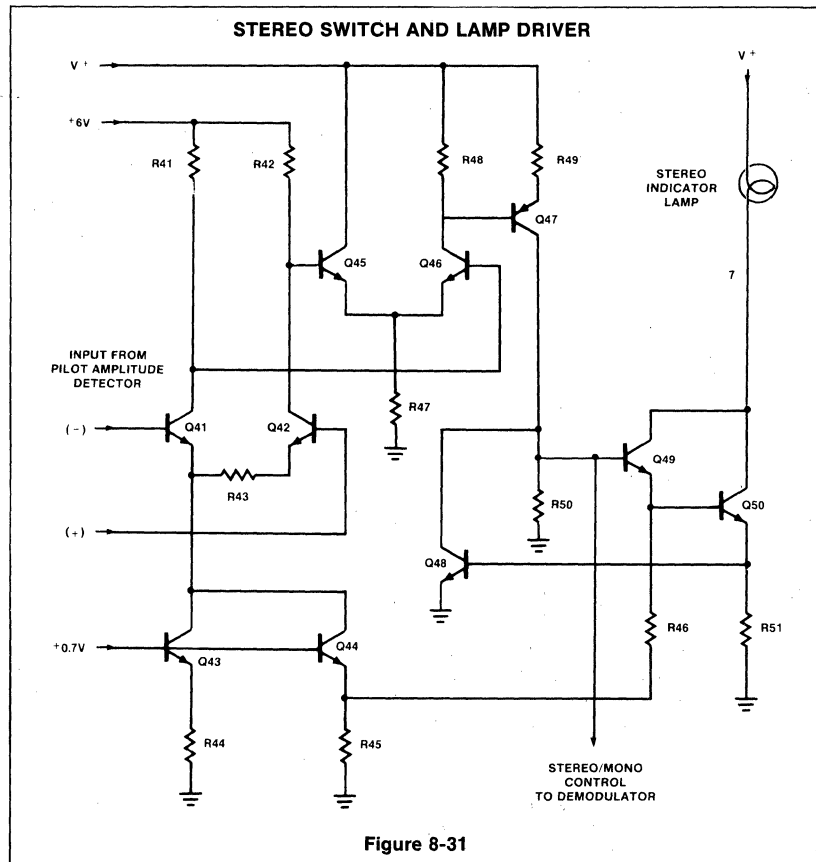 STEREO SWITCH AND LAMP DRIVER
V+
V+
+6V
R41
R42
R48
R49
STEREO
INDICATOR
LAMP
Q47
Q45
Q46
7
INPUT FROM
PILOT AMPLITUDE
DETECTOR
R47
(-)
Q41
Q42
Q49
R43
R50
Q50
(+)
Q48
R46
R51
+0.7V
Q43
Q44
R44
R45
STEREO/MONO
CONTROL
TO DEMODULATOR
Figure 8-31